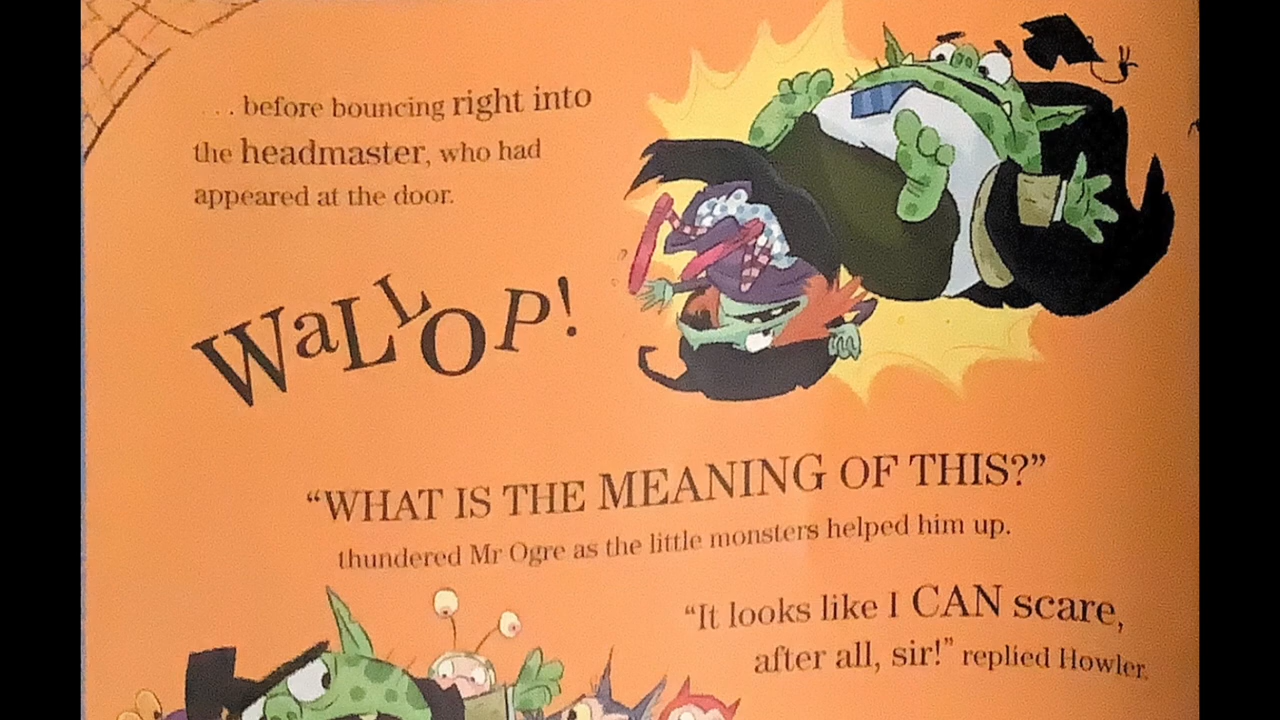 . . . before bouncing right into
the headmaster, who had
appeared at the door.
WaLLOP!
“WHAT IS THE MEANING OF THIS?”
thundered Mr Ogre as the little monsters helped him up.
“It looks like I CAN scare,
after all, sir!” replied Howler.